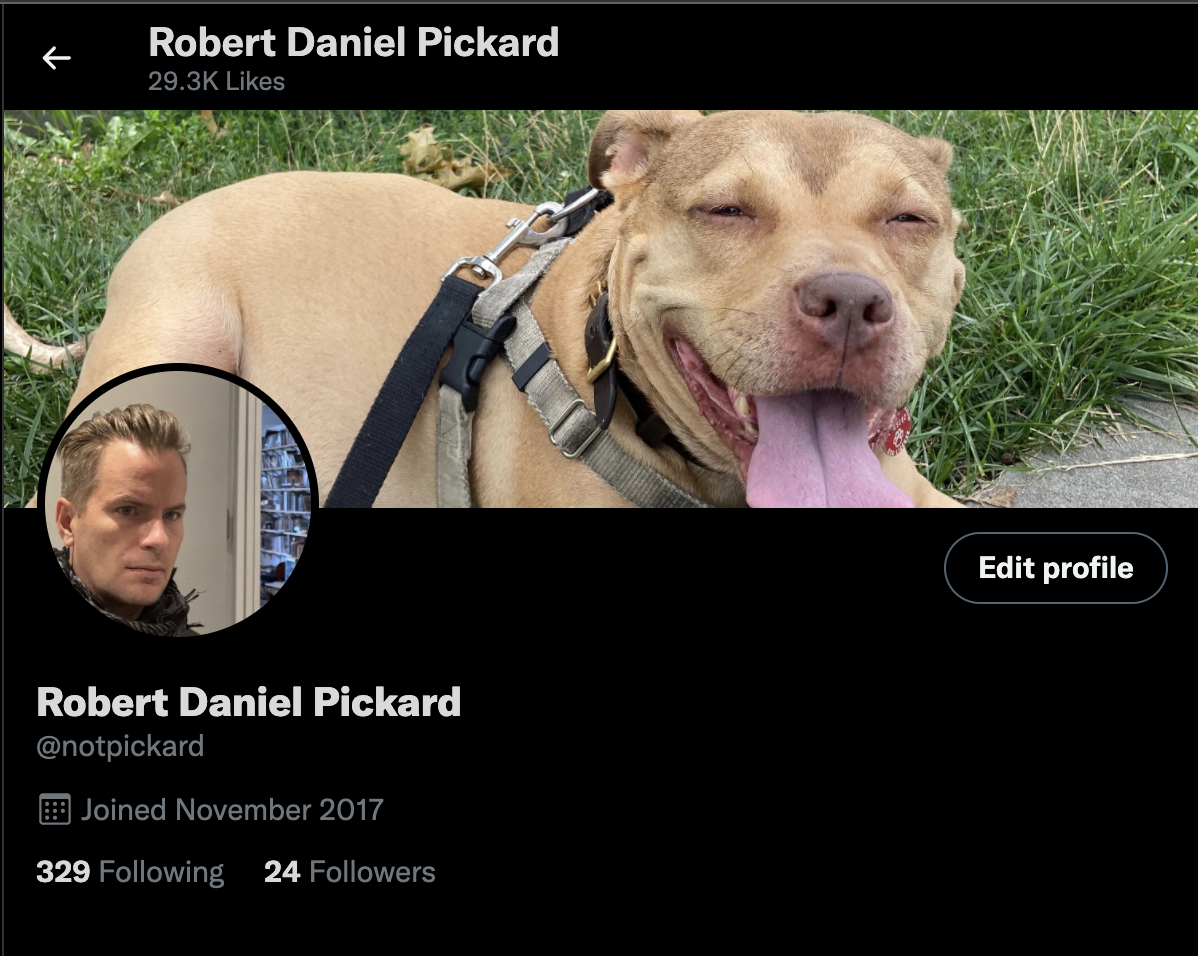 Robert Daniel Pickard
29.3K Likes
Edit profile
Robert Daniel Pickard
@notpickard
Joined November 2017
329 Following 24 Followers